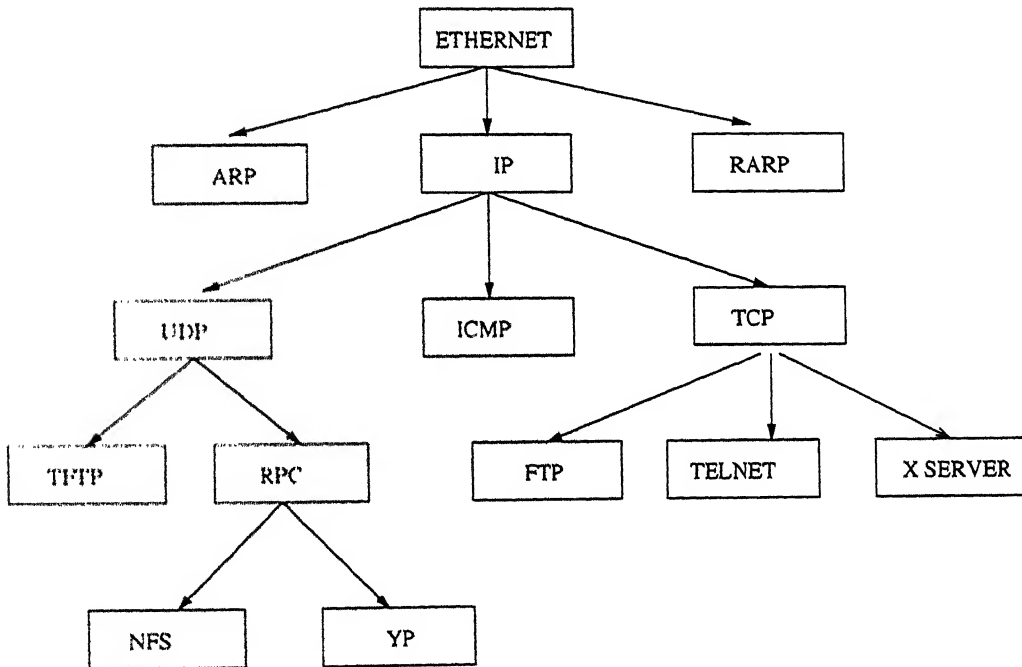 ETHERNET
ARP
IP
RARP
UDP
ICMP
TCP
TFTP
RPC
FTP
TELNET
X SERVER
NFS
YP